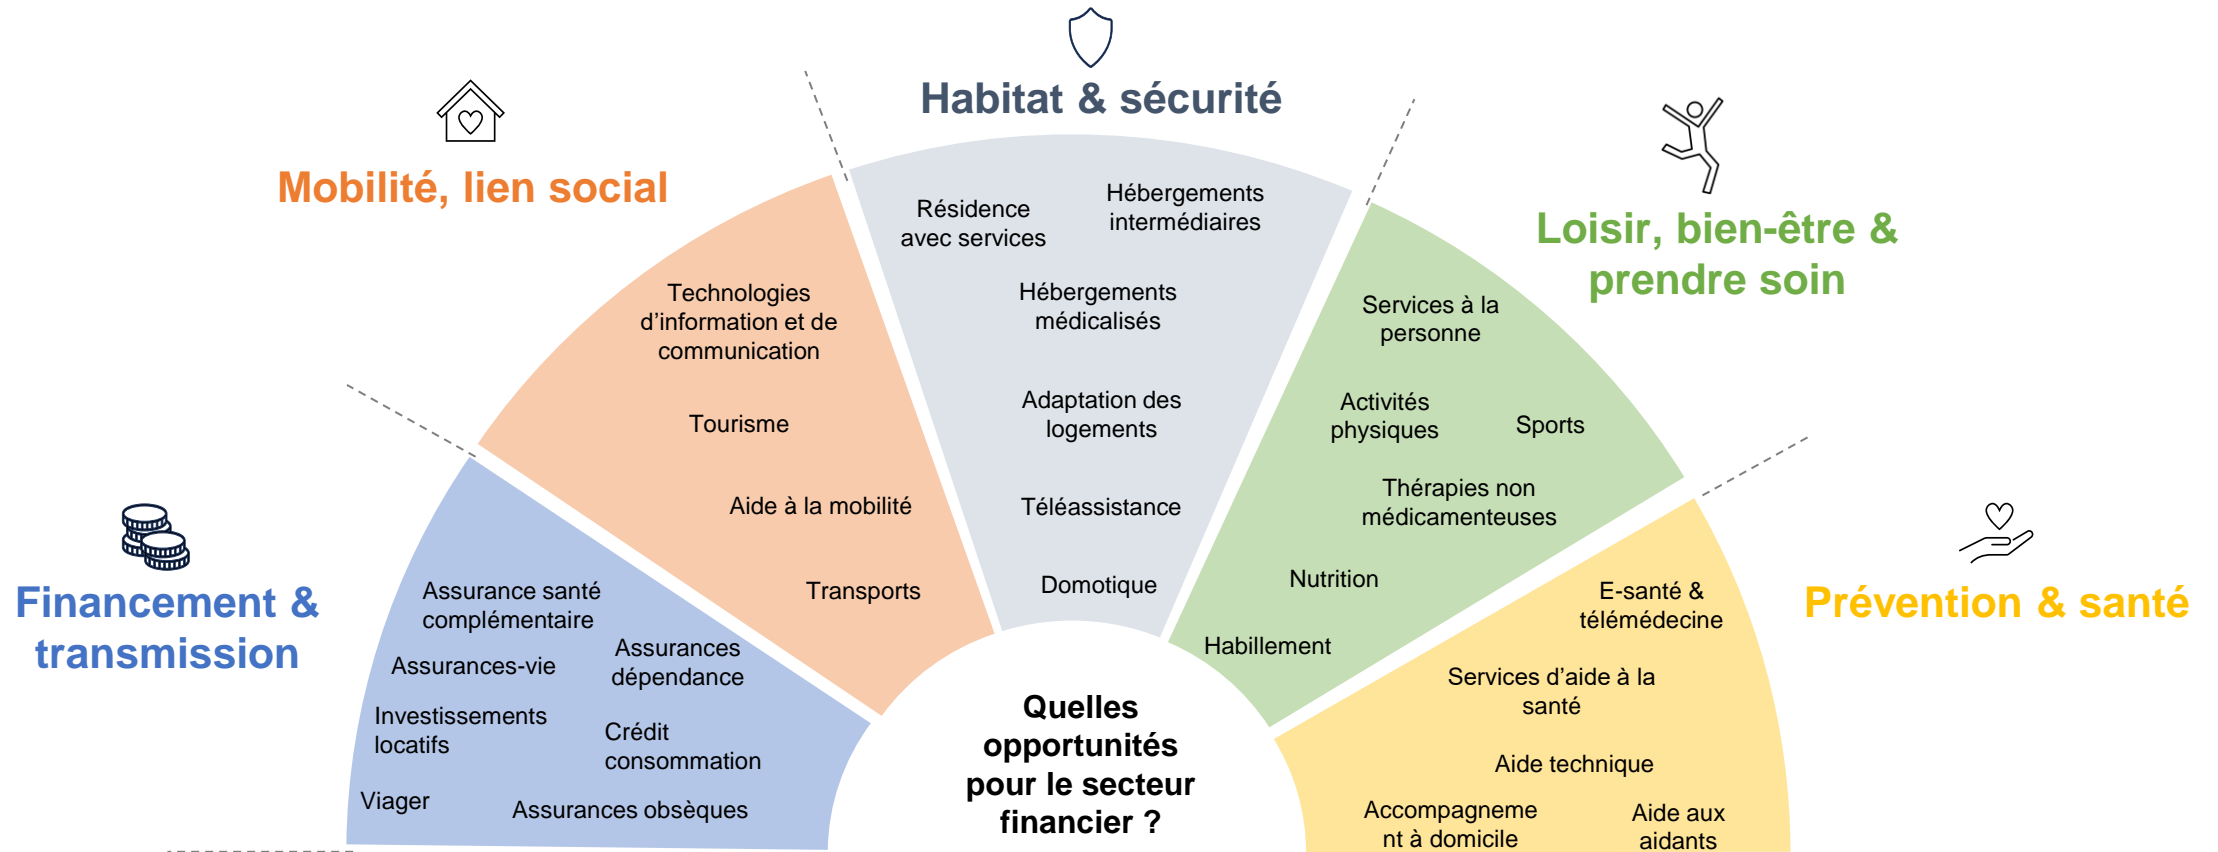 Habitat & sécurité
Mobilité, lien social
Loisir, bien-être &
prendre soin
Financement &
transmission
Prévention & santé
Résidence
avec services
Hébergements
intermédiaires
Hébergements
médicalisés
Adaptation des
logements
Téléassistance
Domotique
Technologies
d'information et de
communication
Tourisme
Aide à la mobilité
Transports
Services à la
personne
Activités
physiques
Sports
Thérapies non
médicamenteuses
Nutrition
Habillement
Assurance santé
complémentaire
Assurances-vie
Assurances
dépendance
Investissements
locatifs
Crédit
consommation
Viager
Assurances obsèques
E-santé &
télémédecine
Services d'aide à la
santé
Aide technique
Accompagneme
nt à domicile
Aide aux
aidants
Quelles
opportunités
pour le secteur
financier ?